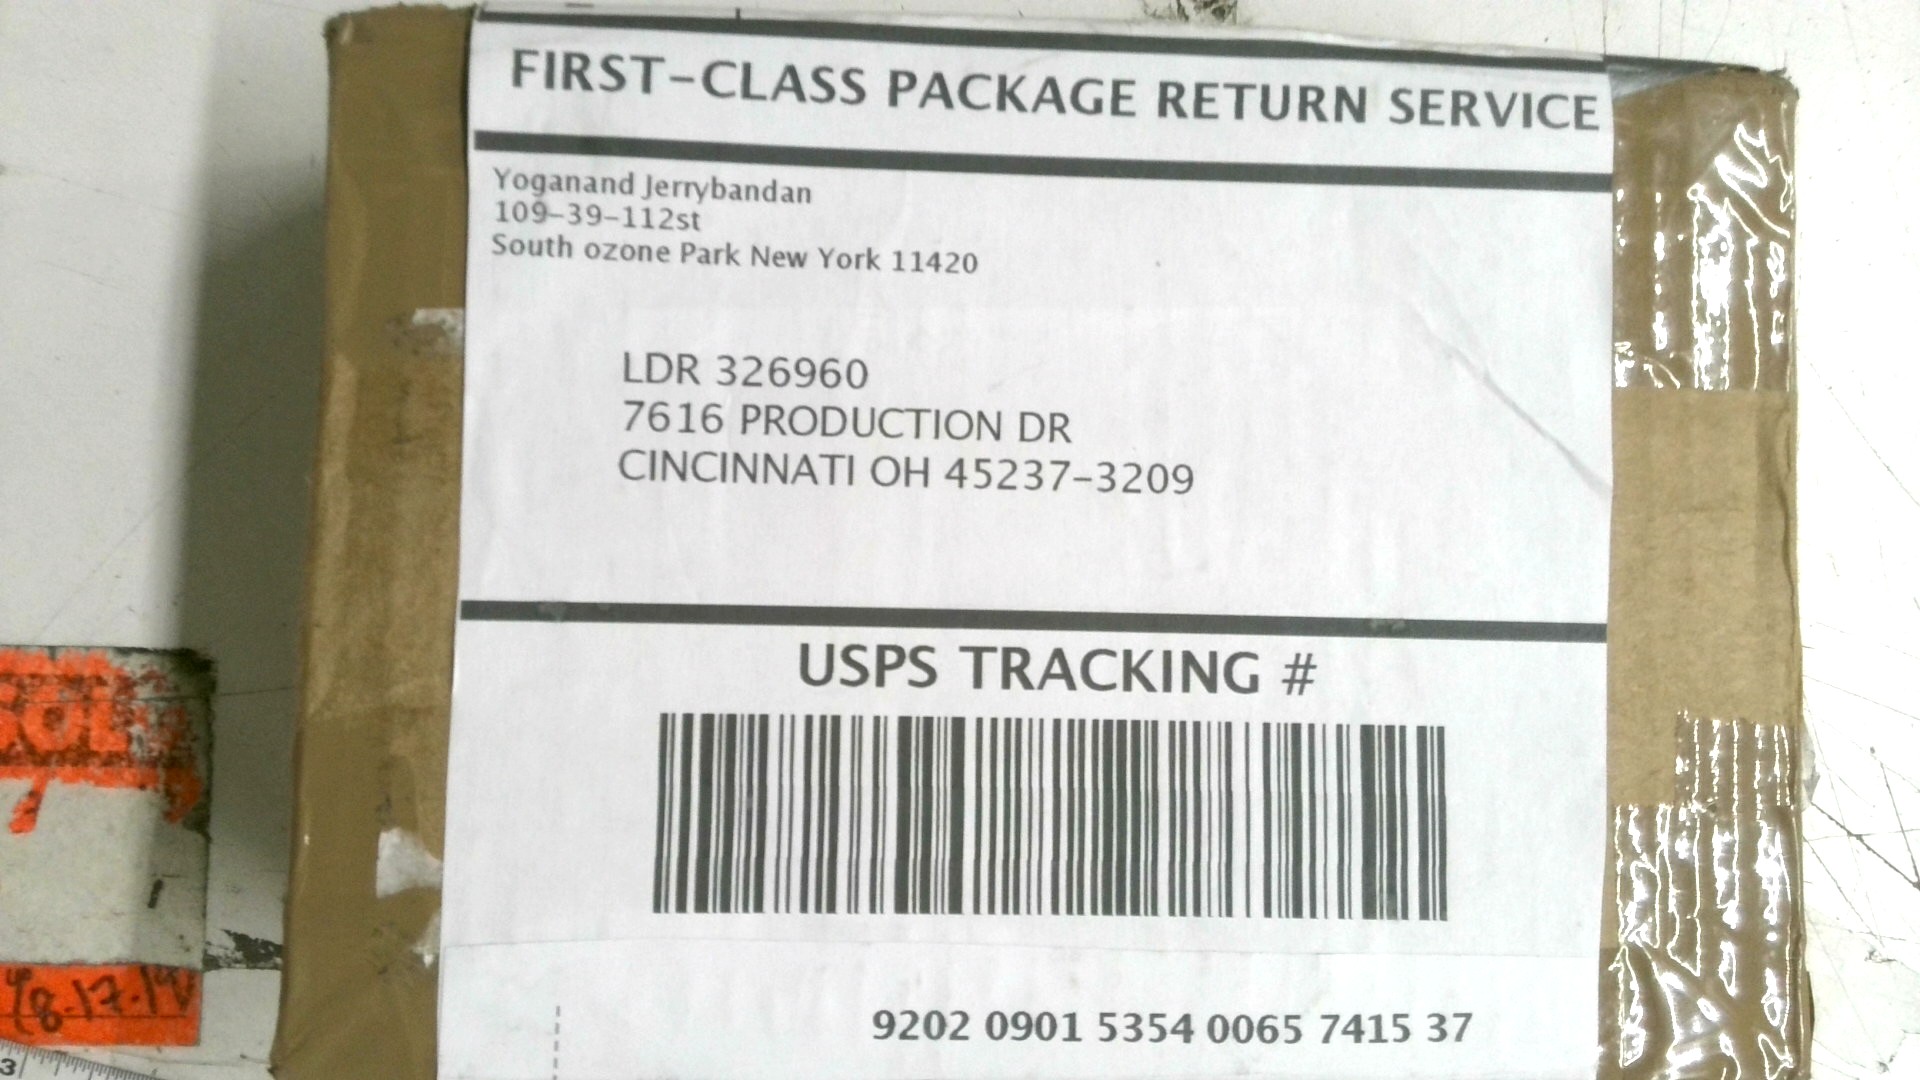 FIRST-CLASS PACKAGE RETURN SERVICE
Yoganand Jerrybandan
109-39-112st
South ozone Park New York 11420
LDR 326960
7616 PRODUCTION DR
CINCINNATI OH 45237-3209
USPS TRACKING #
9202 0901 5354 0065 7415 37
3